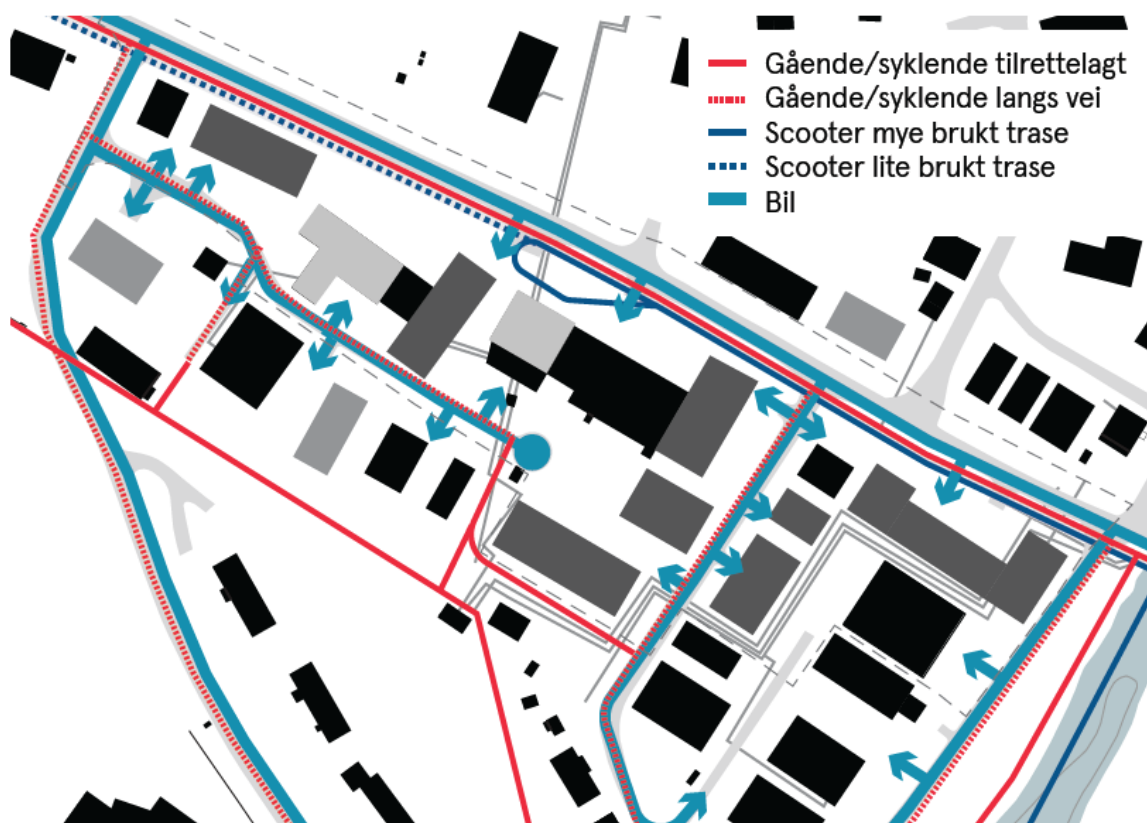 Gående/syklende tilrettelagt
Gående/syklende langs vei
Scooter mye brukt trase
Scooter lite brukt trase
Bil